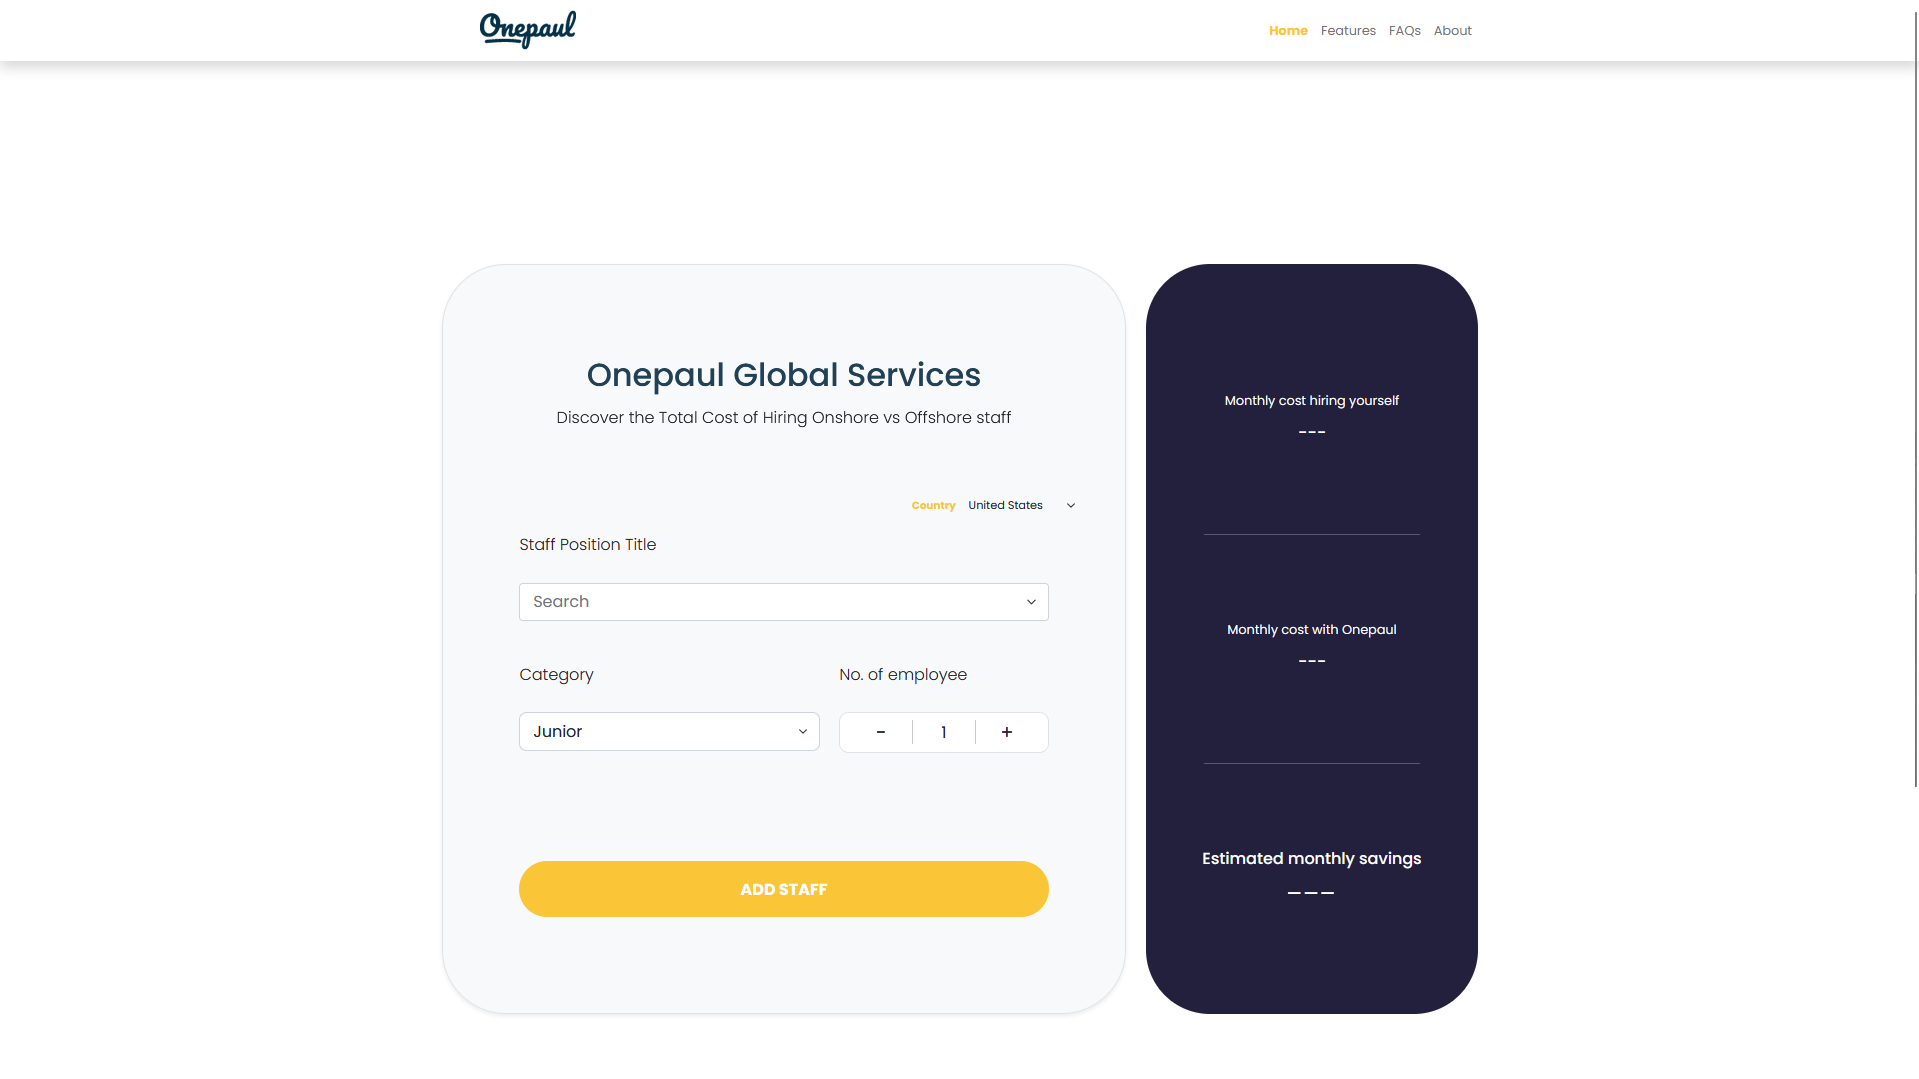 Onepaul
Home Features FAQs About
Onepaul Global Services
Discover the Total Cost of Hiring Onshore vs Offshore staff
Country United States
Staff Position Title
Search
Category
No. of employee
Junior
- 1 +
ADD STAFF
Monthly cost hiring yourself
---
Monthly cost with Onepaul
---
Estimated monthly savings
---